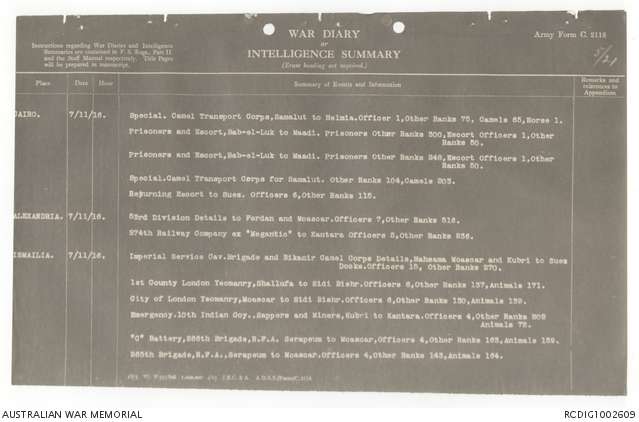 WAR DIARY
or
INTELLIGENCE SUMMARY
(Erase heading not required.)
Army Form C. 2118
5/21
Instructions regarding War Diaries and Intelligence
Summaries are contained in F. S. Regs., Part II.
and the Staff Manual respectively. Title Pages
will be prepared in manuscript.
Place Date Hour Summary of Events and Information Remarks and references to Appendices
CAIRO. 7/11/16. Special. Camel Transport Corps, Samalut to Helmia. Officer 1, Other Ranks 75, Camels 65, Horse 1.
Prisoners and Escort, Bab-el-Luk to Maadi. Prisoners Other Ranks 300, Escort Officers 1, Other
Ranks 50.
Prisoners and Escort, Bab-el-Luk to Maadi. Prisoners Other Ranks 248, Escort Officers 1, Other
Ranks 50.
Special. Camel Transport Corps for Samalut. Other Ranks 104, Camels 203.
Returning Escort to Suez. Officers 6, Other Ranks 115.
ALEXANDRIA. 7/11/16. 53rd Division Details to Ferdan and Moascar. Officers 7, Other Ranks 516.
274th Railway Company ex "Megantic" to Kantara Officers 3, Other Ranks 236.
ISMAILIA. 7/11/16. Imperial Service Cav. Brigade and Bikanir Camel Corps Details, Mahsama Moascar and Kubri to Suez
Docks. Officers 15, Other Ranks 270.
1st County London Yeomanry, Shallufa to Sidi Bishr. Officers 6, Other Ranks 137, Animals 171.
City of London Yeomanry, Moascar to Sidi Bishr. Officers 6, Other Ranks 130, Animals 139.
Emergency. 10th Indian Coy., Sappers and Miners, Kubri to Kantara. Officers 4, Other Ranks 209
Animals 72.
"C" Battery, 266th Brigade, R.F.A. Serapeum to Moascar, Officers 4, Other Ranks 163, Animals 159.
265th Brigade, R.F.A., Serapeum to Moascar. Officers 4, Other Ranks 143, Animals 164.
AUSTRALIAN WAR MEMORIAL
RCDIG1002609